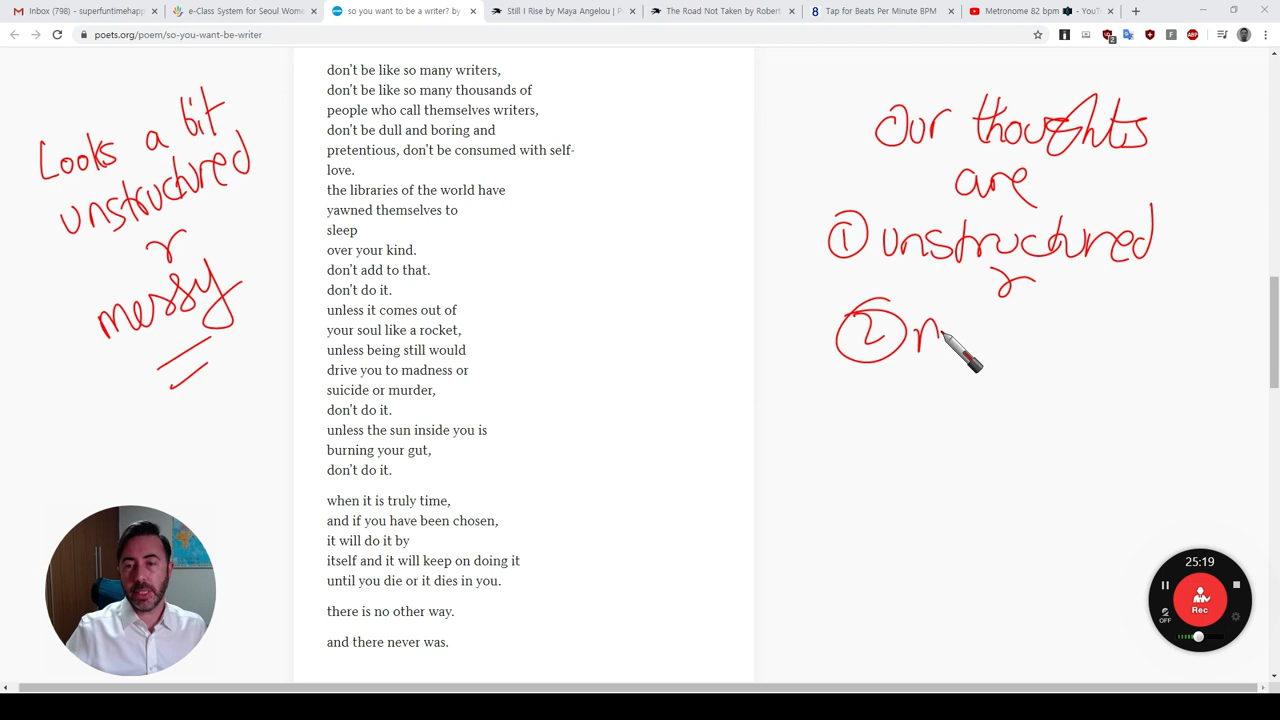 Inbox (798) - superfuntimehapp
e-Class System for Seoul Wome
so you want to be a writer? by
Still I Rise by Maya Angelou | P
The Road Not Taken by Robert
Tap for Beats Per Minute BPM
Metronome 82 bpm - YouT
poets.org/poem/so-you-want-be-writer
don't be like so many writers,
don't be like so many thousands of
people who call themselves writers,
don't be dull and boring and
pretentious, don't be consumed with self-
love.
the libraries of the world have
yawned themselves to
sleep
over your kind.
don't add to that.
don't do it.
unless it comes out of
your soul like a rocket,
unless being still would
drive you to madness or
suicide or murder,
don't do it.
unless the sun inside you is
burning your gut,
don't do it.
when it is truly time,
and if you have been chosen,
it will do it by
itself and it will keep on doing it
until you die or it dies in you.
there is no other way.
and there never was.
Looks a bit
unstructured
r
messy
Our thoughts
are
① unstructured
r
② m
25:19
Rec
OFF